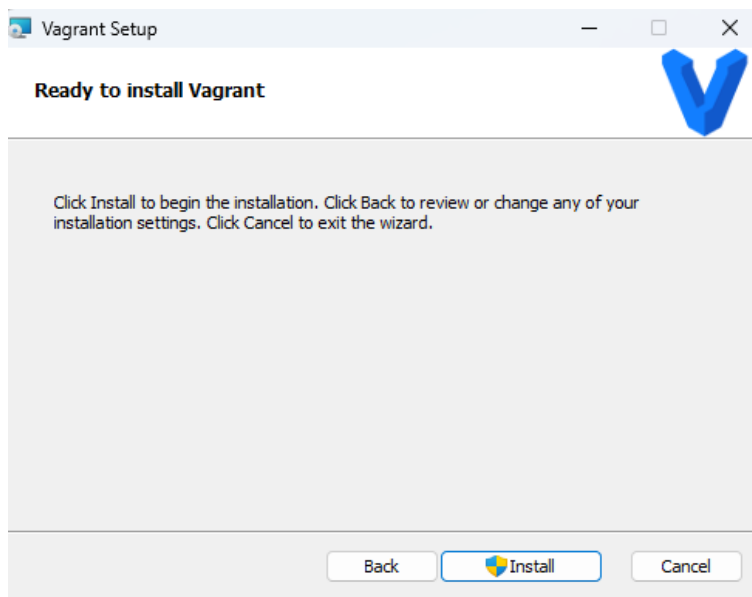 Vagrant Setup
Ready to install Vagrant
Click Install to begin the installation. Click Back to review or change any of your
installation settings. Click Cancel to exit the wizard.
Back
Install
Cancel